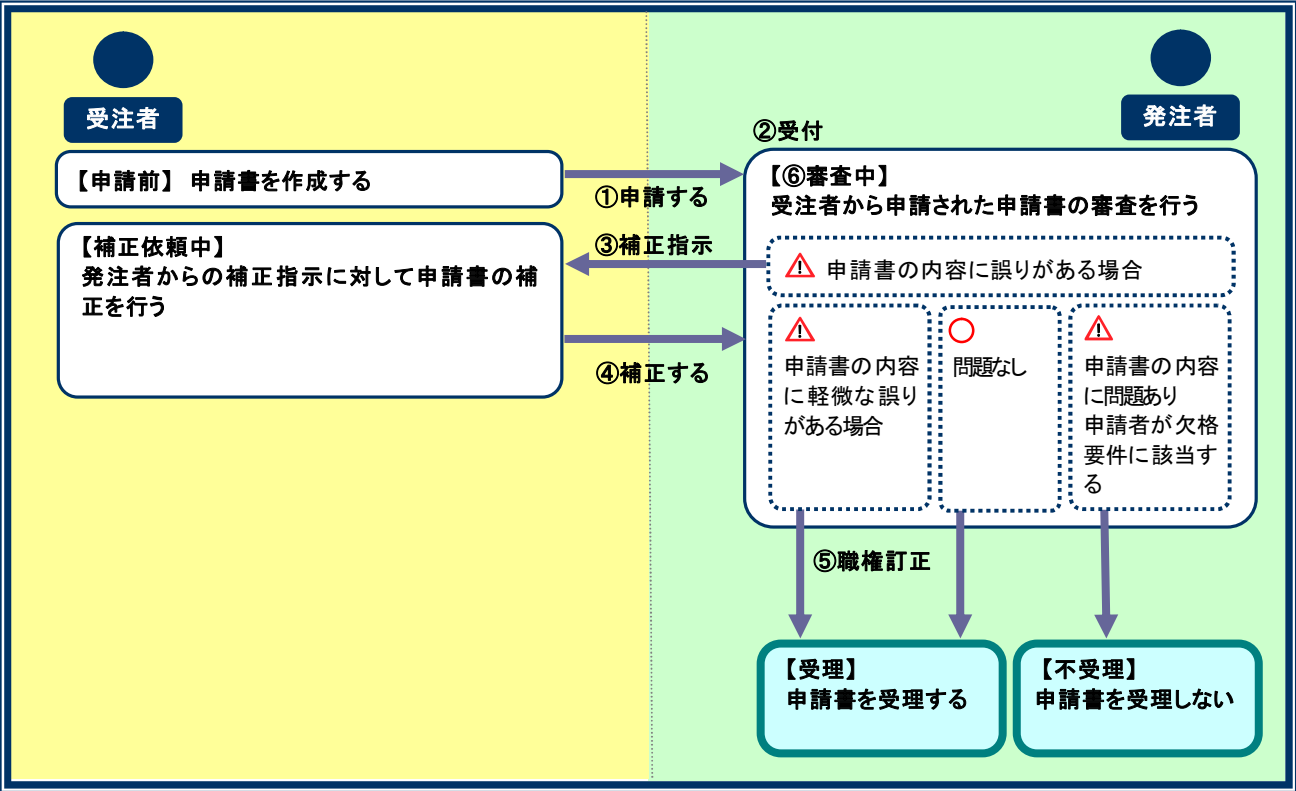 受注者
発注者
【申請前】 申請書を作成する
①申請する
②受付
【⑥審査中】
受注者から申請された申請書の審査を行う
【補正依頼中】
発注者からの補正指示に対して申請書の補
正を行う
③補正指示
申請書の内容に誤りがある場合
④補正する
申請書の内容
に軽微な誤り
がある場合
問題なし
申請書の内容
に問題あり
申請者が欠格
要件に該当す
る
⑤職権訂正
【受理】
申請書を受理する
【不受理】
申請書を受理しない